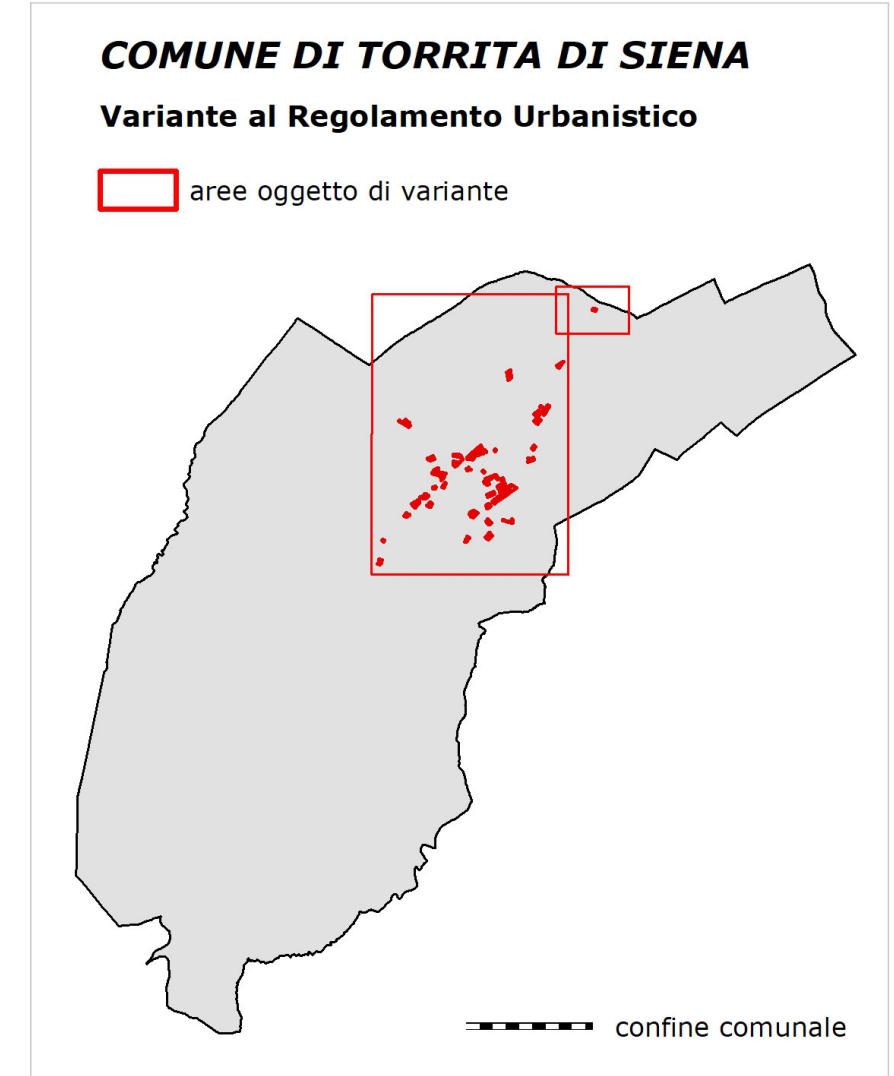 COMUNE DI TORRITA DI SIENA
Variante al Regolamento Urbanistico
aree oggetto di variante
confine comunale